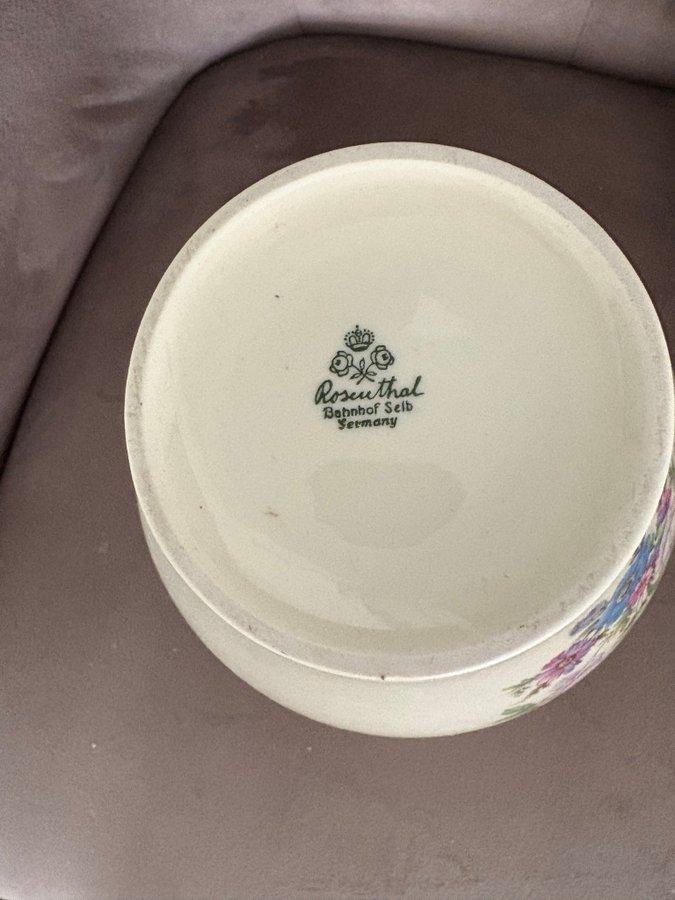 Rosenthal
Bahnhof Selb
Germany